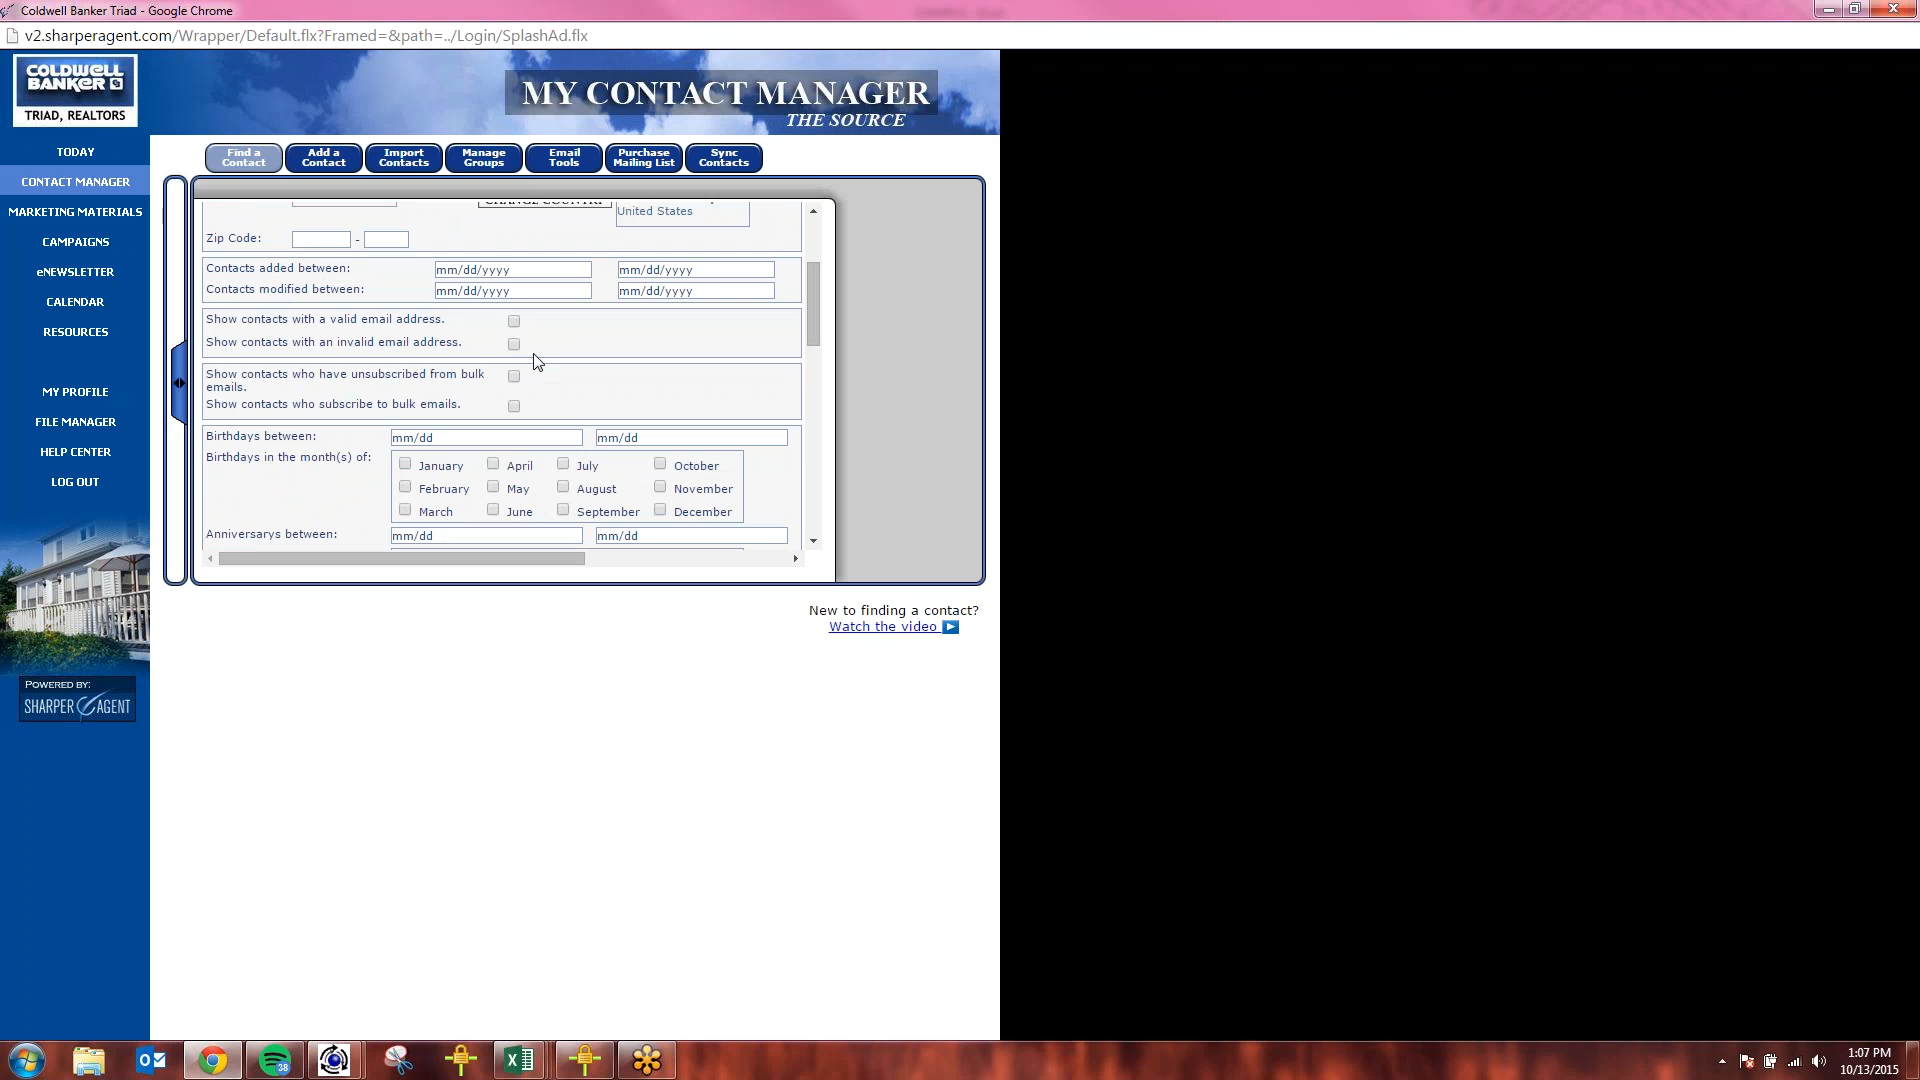 Coldwell Banker Triad - Google Chrome
v2.sharperagent.com/Wrapper/Default.flx?Framed=&path=../Login/SplashAd.flx
COLDWELL BANKER
TRIAD, REALTORS
MY CONTACT MANAGER
THE SOURCE
TODAY
CONTACT MANAGER
MARKETING MATERIALS
CAMPAIGNS
eNEWSLETTER
CALENDAR
RESOURCES
MY PROFILE
FILE MANAGER
HELP CENTER
LOG OUT
POWERED BY:
SHARPER AGENT
Find a Contact
Add a Contact
Import Contacts
Manage Groups
Email Tools
Purchase Mailing List
Sync Contacts
CHANGE COUNTRY
United States
Zip Code: -
Contacts added between: mm/dd/yyyy mm/dd/yyyy
Contacts modified between: mm/dd/yyyy mm/dd/yyyy
Show contacts with a valid email address.
Show contacts with an invalid email address.
Show contacts who have unsubscribed from bulk
emails.
Show contacts who subscribe to bulk emails.
Birthdays between: mm/dd mm/dd
Birthdays in the month(s) of:
January April July October
February May August November
March June September December
Anniversarys between: mm/dd mm/dd
New to finding a contact?
Watch the video
38
1:07 PM
10/13/2015